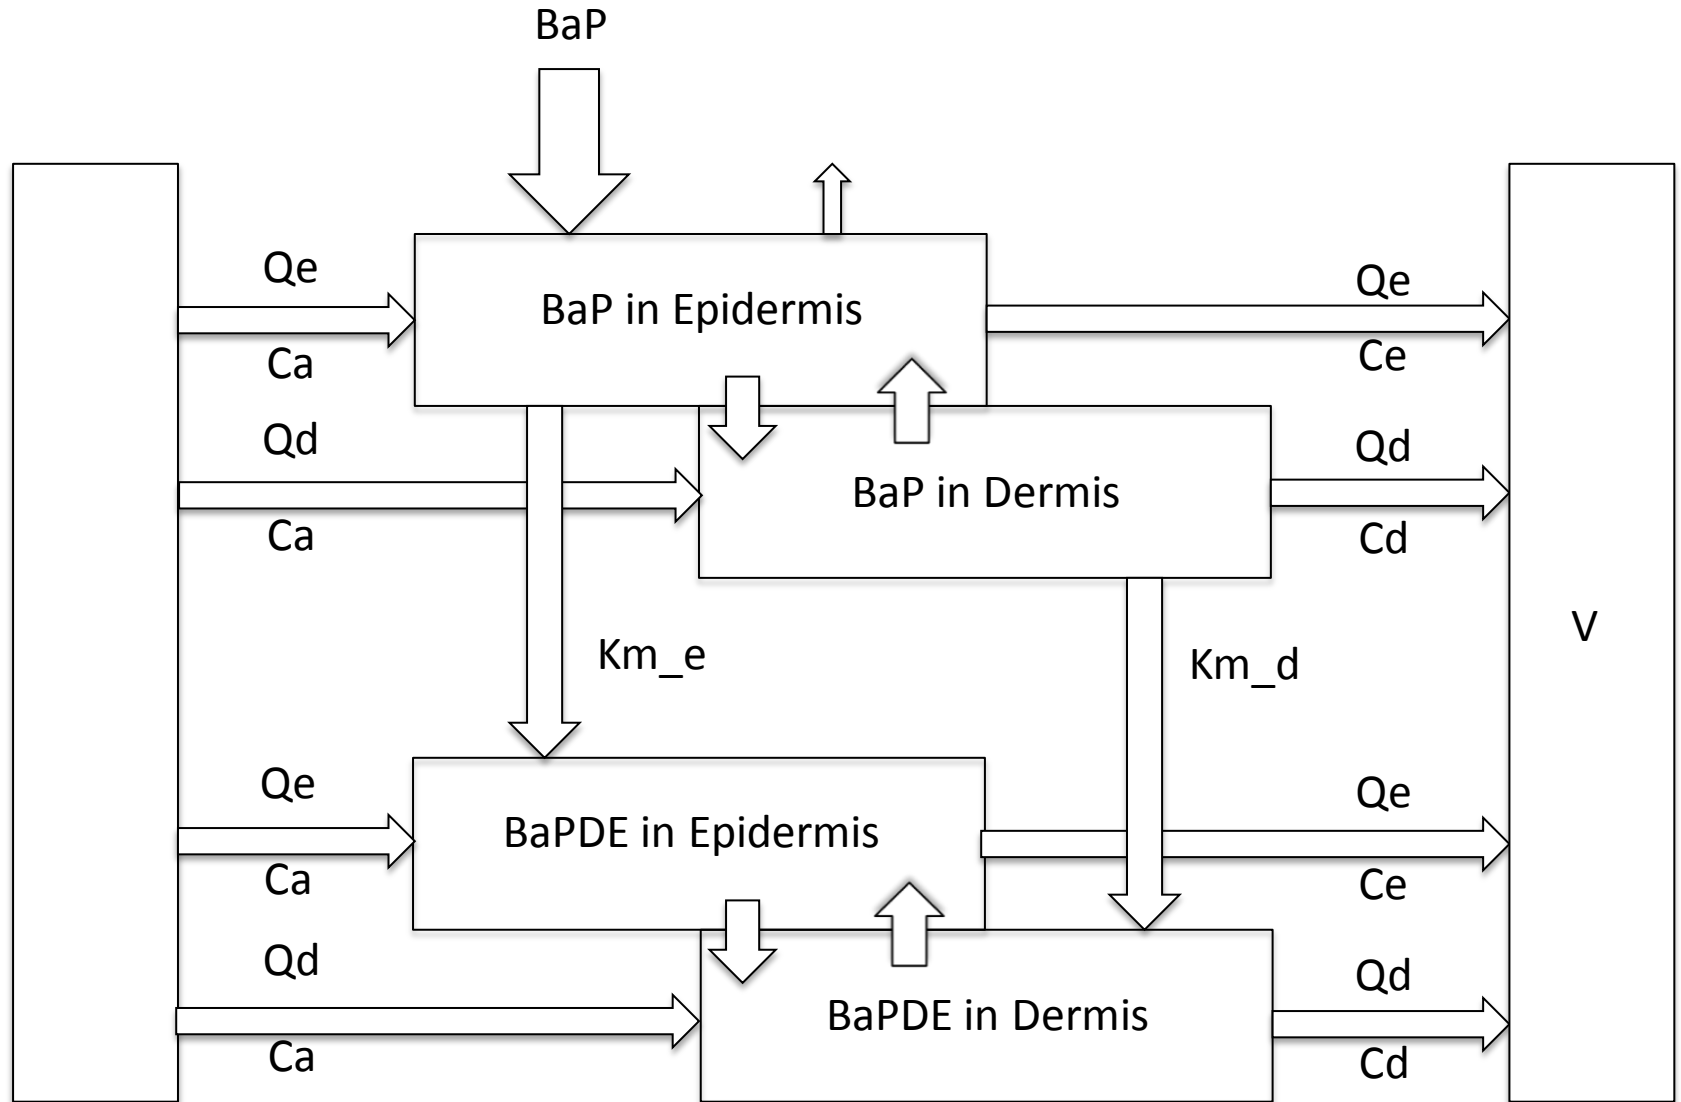 BaP
Qe
Qe
BaP in Epidermis
Ca
Ce
Qd
Qd
BaP in Dermis
Ca
Cd
V
Km_e
Km_d
Qe
Qe
BaPDE in Epidermis
Ca
Ce
Qd
Qd
BaPDE in Dermis
Ca
Cd